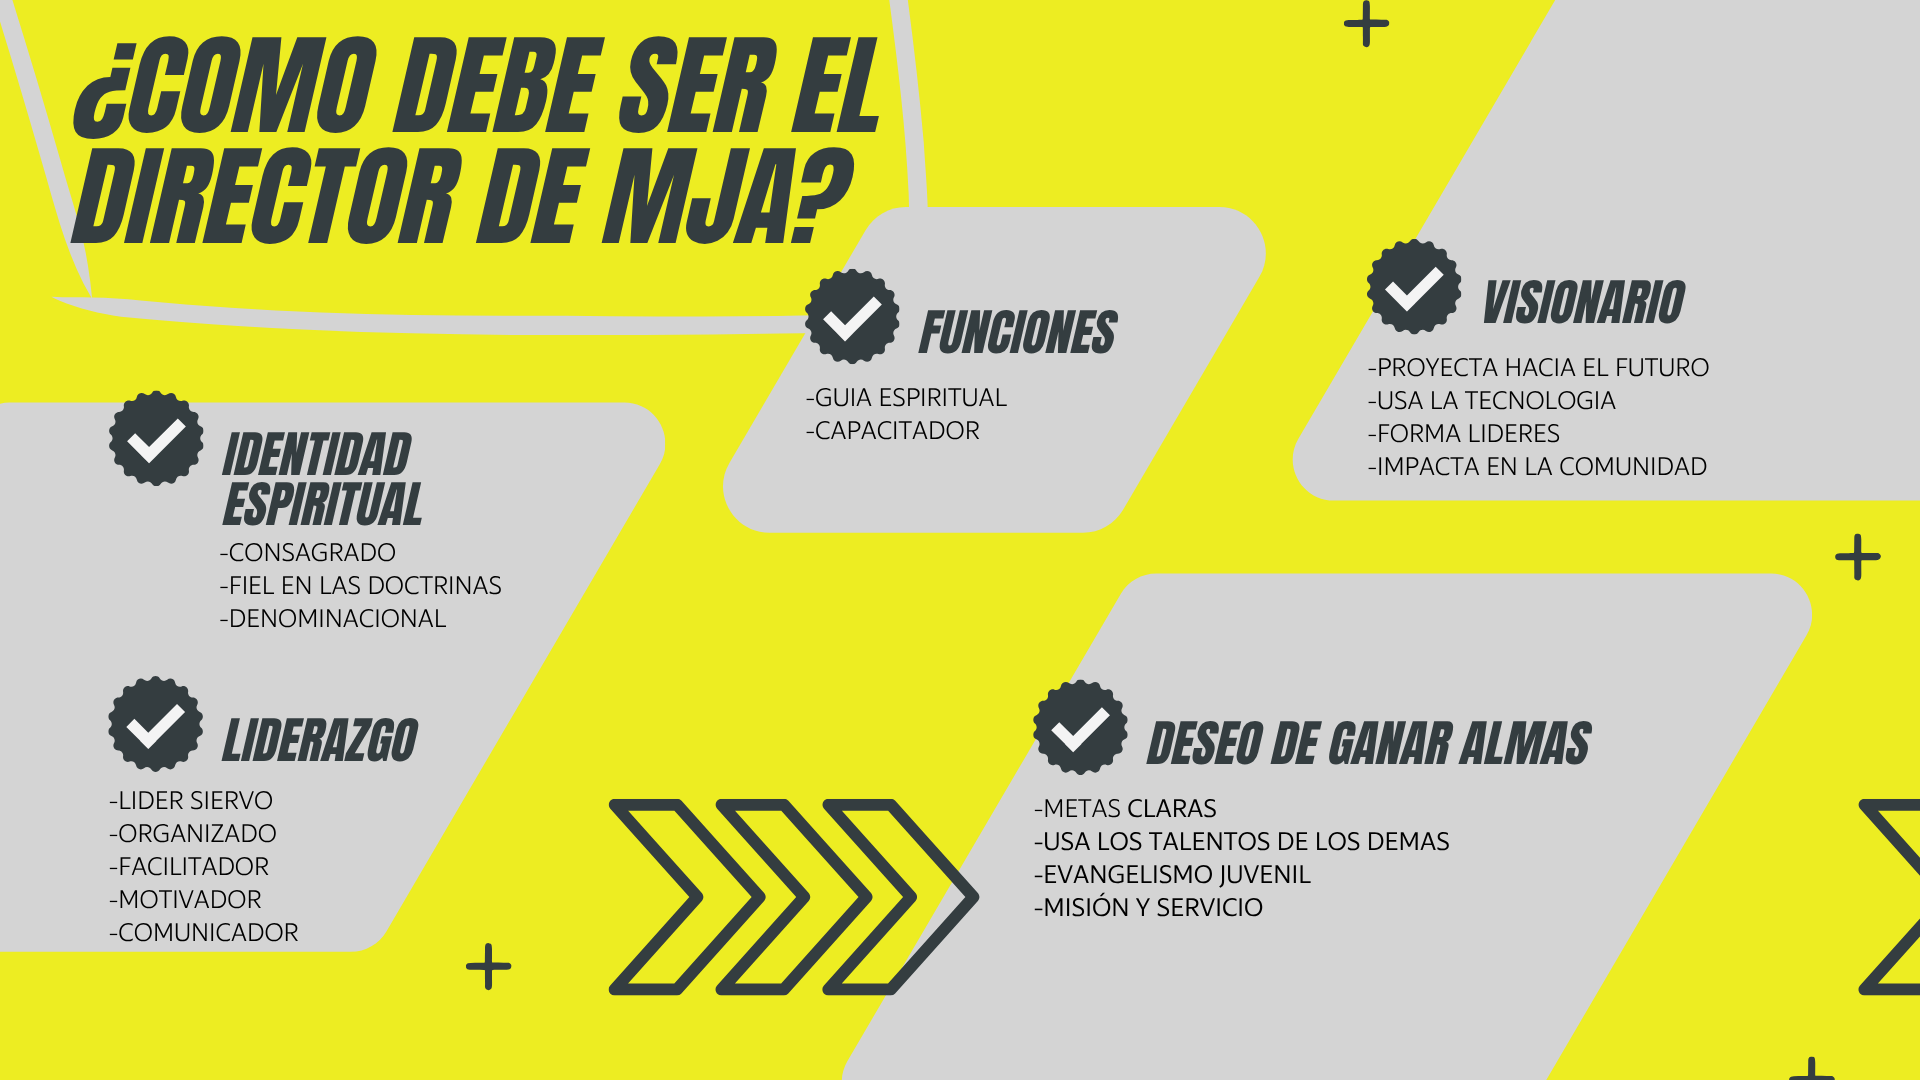 ¿COMO DEBE SER EL
DIRECTOR DE MJA?
IDENTIDAD
ESPIRITUAL
-CONSAGRADO
-FIEL EN LAS DOCTRINAS
-DENOMINACIONAL
LIDERAZGO
-LIDER SIERVO
-ORGANIZADO
-FACILITADOR
-MOTIVADOR
-COMUNICADOR
FUNCIONES
-GUIA ESPIRITUAL
-CAPACITADOR
VISIONARIO
-PROYECTA HACIA EL FUTURO
-USA LA TECNOLOGIA
-FORMA LIDERES
-IMPACTA EN LA COMUNIDAD
DESEO DE GANAR ALMAS
-METAS CLARAS
-USA LOS TALENTOS DE LOS DEMAS
-EVANGELISMO JUVENIL
-MISIÓN Y SERVICIO